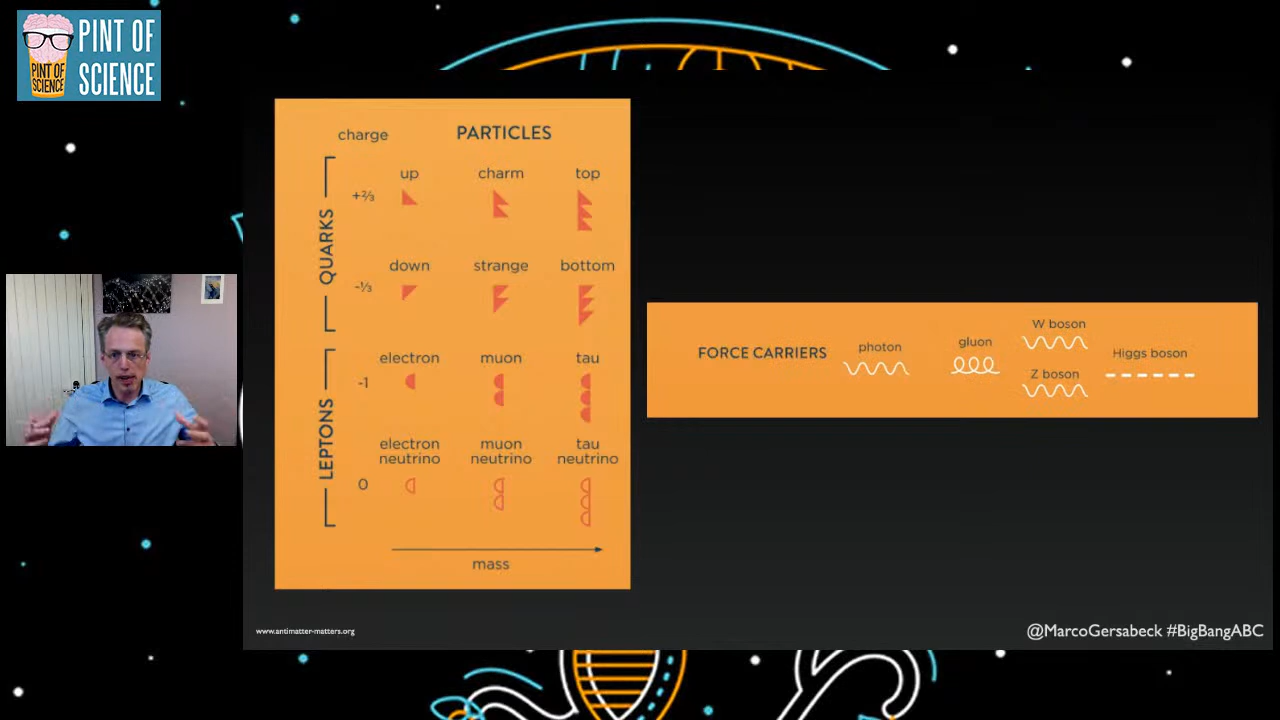 PINT OF
SCIENCE
PINT OF
SCIENCE
charge
PARTICLES
QUARKS
+⅔
up
charm
top
-⅓
down
strange
bottom
LEPTONS
-1
electron
muon
tau
0
electron
neutrino
muon
neutrino
tau
neutrino
mass
FORCE CARRIERS
photon
gluon
W boson
Z boson
Higgs boson
www.antimatter-matters.org
@MarcoGersabeck #BigBangABC